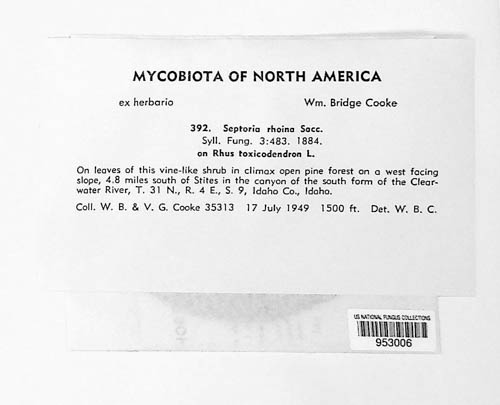 MYCOBIOTA OF NORTH AMERICA
ex herbario Wm. Bridge Cooke
392. Septoria rhoina Sacc.
Syll. Fung. 3:483. 1884.
on Rhus toxicodendron L.
On leaves of this vine-like shrub in climax open pine forest on a west facing
slope, 4.8 miles south of Stites in the canyon of the south form of the Clear-
water River, T. 31 N., R. 4 E., S. 9, Idaho Co., Idaho.
Coll. W. B. & V. G. Cooke 35313 17 July 1949 1500 ft. Det. W. B. C.
US NATIONAL FUNGUS COLLECTIONS
953006